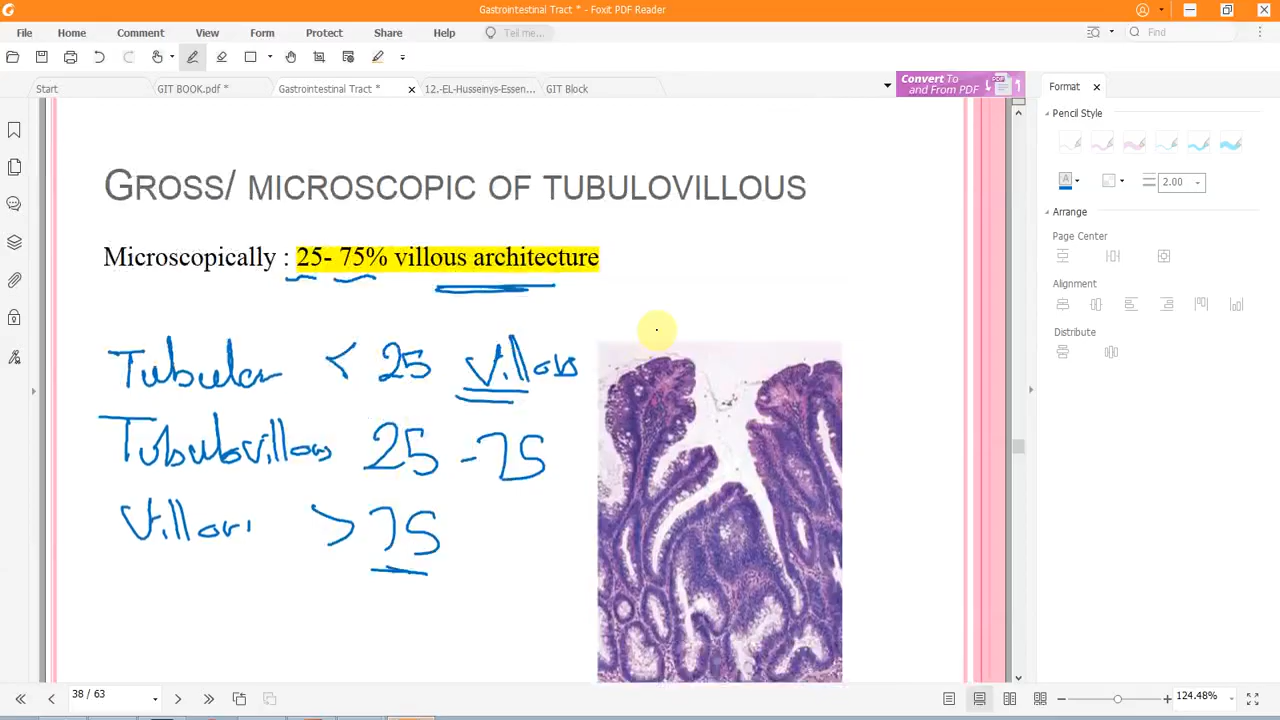 Gastrointestinal Tract * - Foxit PDF Reader
File Home Comment View Form Protect Share Help Tell me... Find
Start GIT BOOK.pdf * Gastrointestinal Tract * 12.-EL-Husseinys-Essen... GIT Block
Convert To
and From PDF
Format
Pencil Style
2.00
Arrange
Page Center
Alignment
Distribute
GROSS/ MICROSCOPIC OF TUBULOVILLOUS
Microscopically : 25- 75% villous architecture
Tubular < 25 Villous
Tubulovillous 25 - 75
Villous > 75
38 / 63
124.48%